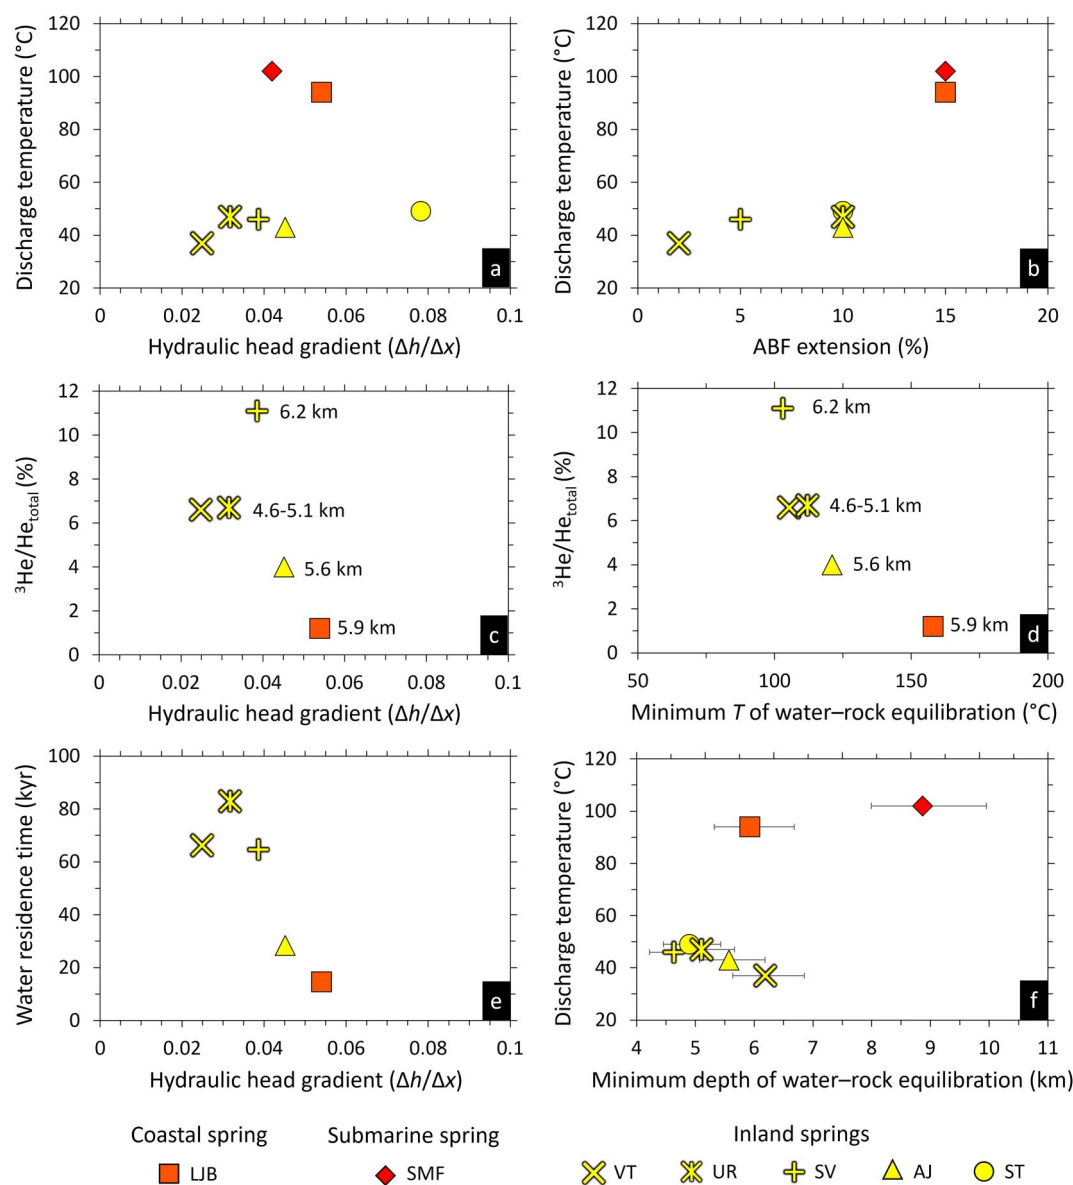 Discharge temperature (°C)
120
100
80
60
40
20
0
0.02
0.04
0.06
0.08
0.1
Hydraulic head gradient (Δh/Δx)
a
Discharge temperature (°C)
120
100
80
60
40
20
0
5
10
15
20
ABF extension (%)
b
³He/He_total (%)
12
10
8
6
4
2
0
6.2 km
4.6-5.1 km
5.6 km
5.9 km
0
0.02
0.04
0.06
0.08
0.1
Hydraulic head gradient (Δh/Δx)
c
³He/He_total (%)
12
10
8
6
4
2
0
6.2 km
4.6-5.1 km
5.6 km
5.9 km
50
100
150
200
Minimum T of water–rock equilibration (°C)
d
Water residence time (kyr)
100
80
60
40
20
0
0
0.02
0.04
0.06
0.08
0.1
Hydraulic head gradient (Δh/Δx)
e
Discharge temperature (°C)
120
100
80
60
40
20
4
5
6
7
8
9
10
11
Minimum depth of water–rock equilibration (km)
f
Coastal spring
LJB
Submarine spring
SMF
Inland springs
VT
UR
SV
AJ
ST